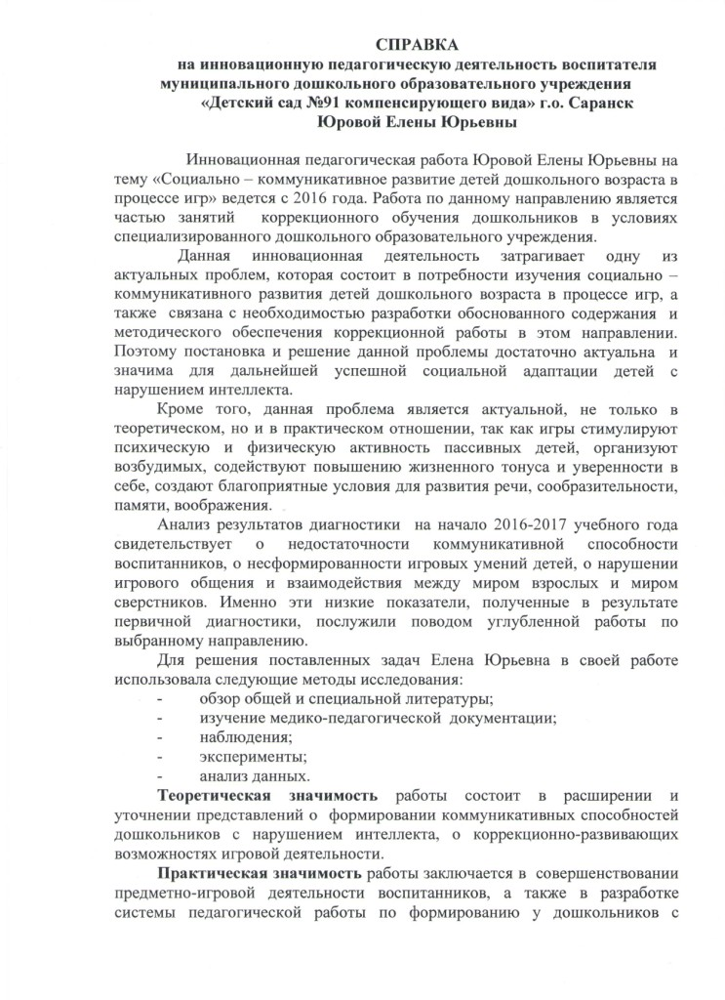 СПРАВКА
на инновационную педагогическую деятельность воспитателя
муниципального дошкольного образовательного учреждения
«Детский сад №91 компенсирующего вида» г.о. Саранск
Юровой Елены Юрьевны
Инновационная педагогическая работа Юровой Елены Юрьевны на
тему «Социально – коммуникативное развитие детей дошкольного возраста в
процессе игр» ведется с 2016 года. Работа по данному направлению является
частью занятий коррекционного обучения дошкольников в условиях
специализированного дошкольного образовательного учреждения.
Данная инновационная деятельность затрагивает одну из
актуальных проблем, которая состоит в потребности изучения социально –
коммуникативного развития детей дошкольного возраста в процессе игр, а
также связана с необходимостью разработки обоснованного содержания и
методического обеспечения коррекционной работы в этом направлении.
Поэтому постановка и решение данной проблемы достаточно актуальна и
значима для дальнейшей успешной социальной адаптации детей с
нарушением интеллекта.
Кроме того, данная проблема является актуальной, не только в
теоретическом, но и в практическом отношении, так как игры стимулируют
психическую и физическую активность пассивных детей, организуют
возбудимых, содействуют повышению жизненного тонуса и уверенности в
себе, создают благоприятные условия для развития речи, сообразительности,
памяти, воображения.
Анализ результатов диагностики на начало 2016-2017 учебного года
свидетельствует о недостаточности коммуникативной способности
воспитанников, о несформированности игровых умений детей, о нарушении
игрового общения и взаимодействия между миром взрослых и миром
сверстников. Именно эти низкие показатели, полученные в результате
первичной диагностики, послужили поводом углубленной работы по
выбранному направлению.
Для решения поставленных задач Елена Юрьевна в своей работе
использовала следующие методы исследования:
- обзор общей и специальной литературы;
- изучение медико-педагогической документации;
- наблюдения;
- эксперименты;
- анализ данных.
Теоретическая значимость работы состоит в расширении и
уточнении представлений о формировании коммуникативных способностей
дошкольников с нарушением интеллекта, о коррекционно-развивающих
возможностях игровой деятельности.
Практическая значимость работы заключается в совершенствовании
предметно-игровой деятельности воспитанников, а также в разработке
системы педагогической работы по формированию у дошкольников с